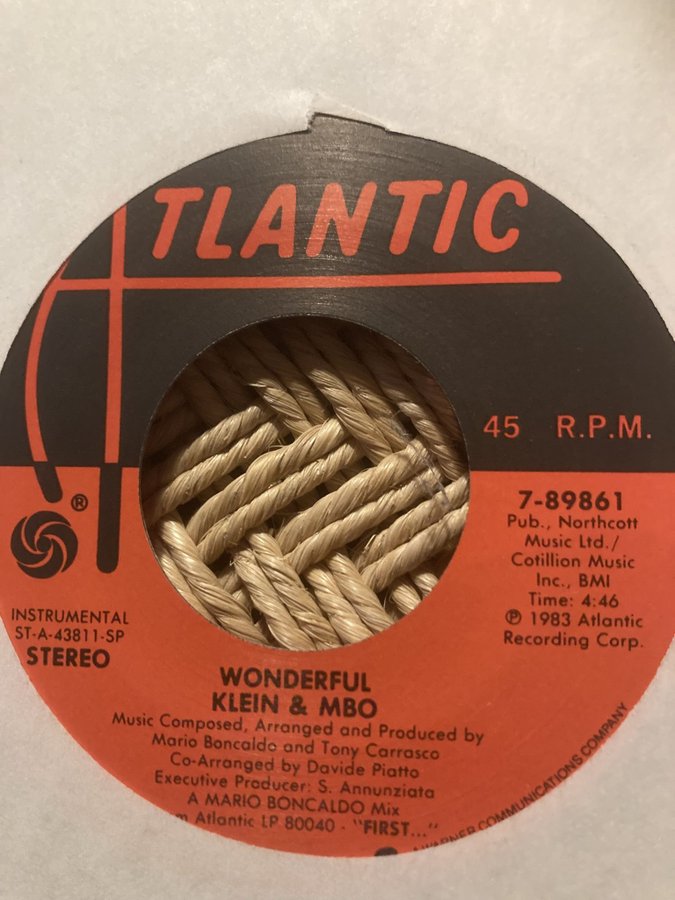 ATLANTIC
45 R.P.M.
®
7-89861
Pub., Northcott
Music Ltd./
Cotillion Music
Inc., BMI
Time: 4:46
℗ 1983 Atlantic
Recording Corp.
INSTRUMENTAL
ST-A-43811-SP
STEREO
WONDERFUL
KLEIN & MBO
Music Composed, Arranged and Produced by
Mario Boncaldo and Tony Carrasco
Co-Arranged by Davide Piatto
Executive Producer: S. Annunziata
A MARIO BONCALDO Mix
Atlantic LP 80040 - "FIRST..."
A WARNER COMMUNICATIONS COMPANY